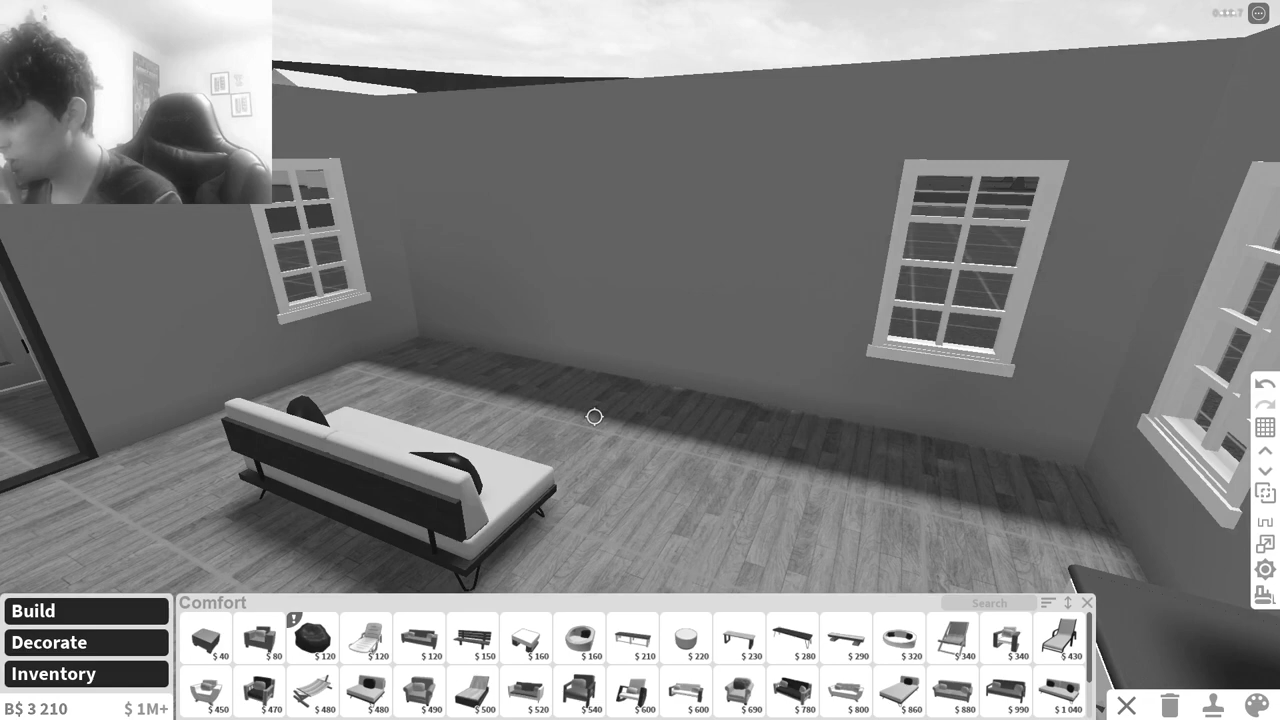 Comfort
Search
$ 40 $ 80 $ 120 $ 120 $ 120 $ 150 $ 160 $ 160 $ 210 $ 220 $ 230 $ 280 $ 290 $ 320 $ 340 $ 340 $ 430
$ 450 $ 470 $ 480 $ 480 $ 490 $ 500 $ 520 $ 540 $ 600 $ 600 $ 690 $ 780 $ 800 $ 860 $ 880 $ 990 $ 1 040
Build
Decorate
Inventory
B$ 3 210 $ 1M+